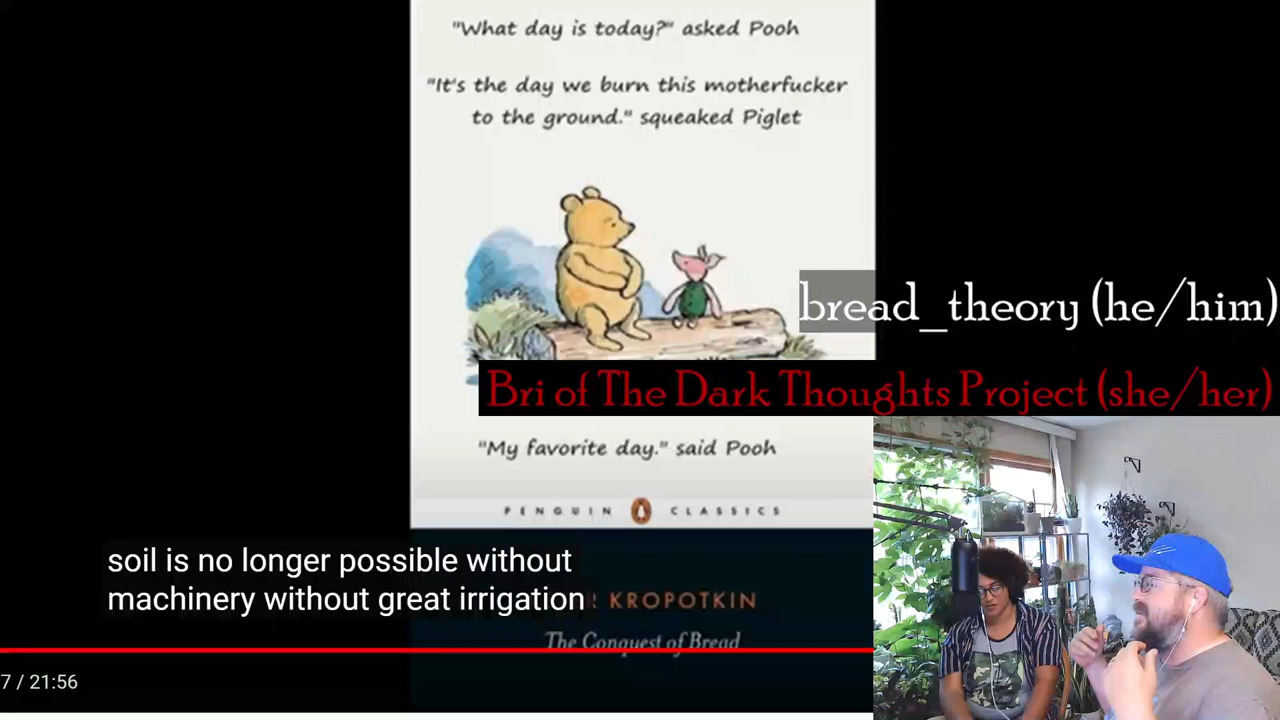 "What day is today?" asked Pooh
"It's the day we burn this motherfucker
to the ground." squeaked Piglet
bread_theory (he/him)
Bri of The Dark Thoughts Project (she/her)
"My favorite day." said Pooh
PENGUIN CLASSICS
soil is no longer possible without
machinery without great irrigation
KROPOTKIN
The Conquest of Bread
7 / 21:56